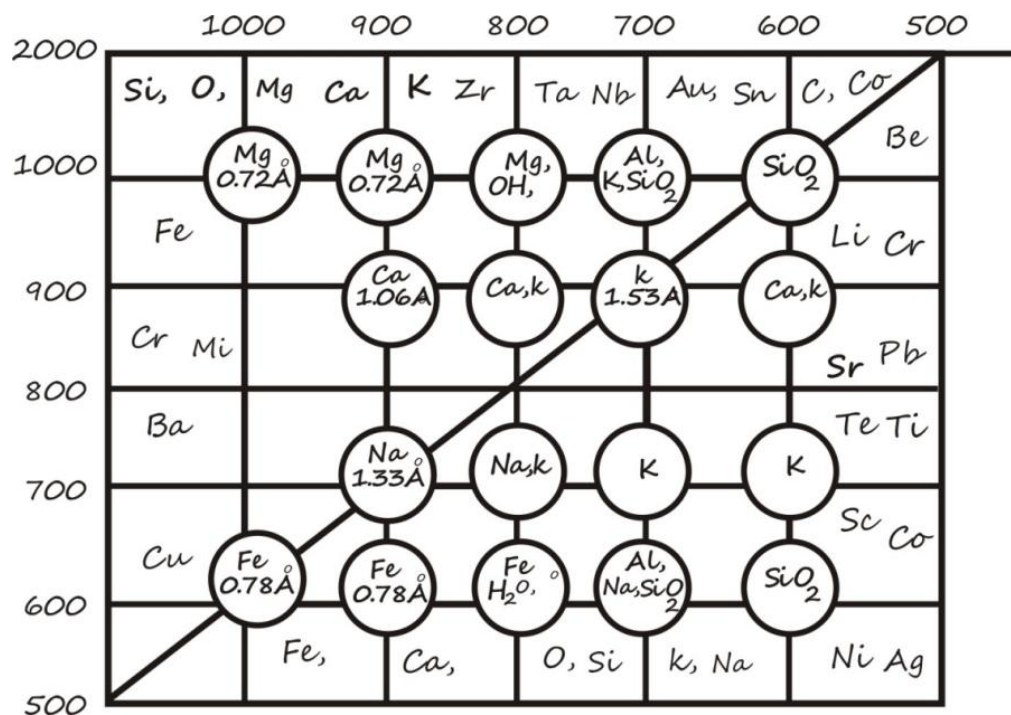 1000 900 800 700 600 500
2000
Si, O, Mg Ca K Zr Ta Nb Au, Sn C, Co
Be
1000
Mg
0.72Å
Mg
0.72Å
Mg,
OH,
Al,
K,SiO2
SiO2
Fe
Li Cr
900
Ca
1.06Å
Ca,k
k
1.53A
Ca,k
Cr Mi
Sr Pb
800
Ba
Te Ti
700
Na
1.33Å
Na,k
K
K
Sc Co
Cu
600
Fe
0.78Å
Fe
0.78Å
Fe
H2O,
Al,
Na,SiO2
SiO2
Fe, Ca, O, Si k, Na Ni Ag
500